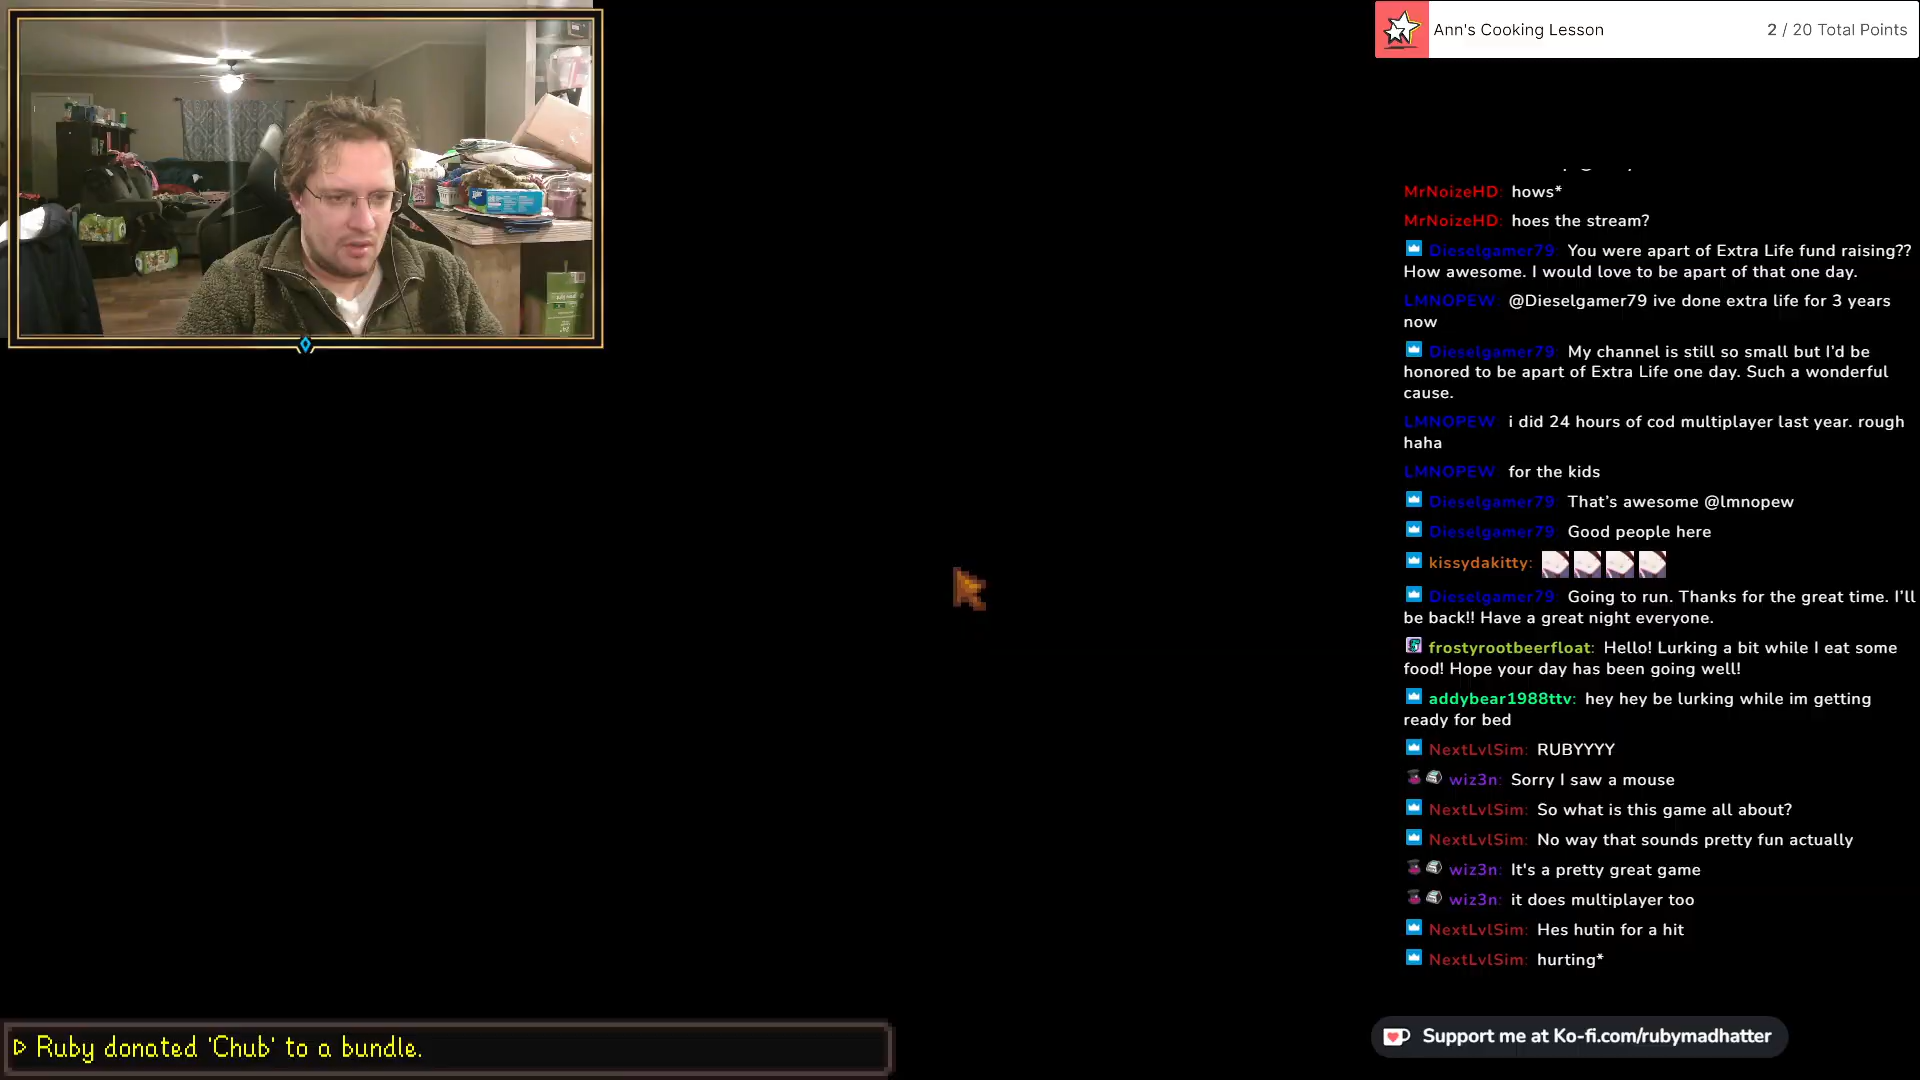 Ann's Cooking Lesson
2 / 20 Total Points
MrNoizeHD: hows*
MrNoizeHD: hoes the stream?
Dieselgamer79: You were apart of Extra Life fund raising??
How awesome. I would love to be apart of that one day.
LMNOPEW: @Dieselgamer79 ive done extra life for 3 years
now
Dieselgamer79: My channel is still so small but I'd be
honored to be apart of Extra Life one day. Such a wonderful
cause.
LMNOPEW: i did 24 hours of cod multiplayer last year. rough
haha
LMNOPEW: for the kids
Dieselgamer79: That's awesome @lmnopew
Dieselgamer79: Good people here
kissydakitty:
Dieselgamer79: Going to run. Thanks for the great time. I'll
be back!! Have a great night everyone.
frostyrootbeerfloat: Hello! Lurking a bit while I eat some
food! Hope your day has been going well!
addybear1988ttv: hey hey be lurking while im getting
ready for bed
NextLvlSim: RUBYYYY
wiz3n: Sorry I saw a mouse
NextLvlSim: So what is this game all about?
NextLvlSim: No way that sounds pretty fun actually
wiz3n: It's a pretty great game
wiz3n: it does multiplayer too
NextLvlSim: Hes hutin for a hit
NextLvlSim: hurting*
Support me at Ko-fi.com/rubymadhatter
Ruby donated 'Chub' to a bundle.